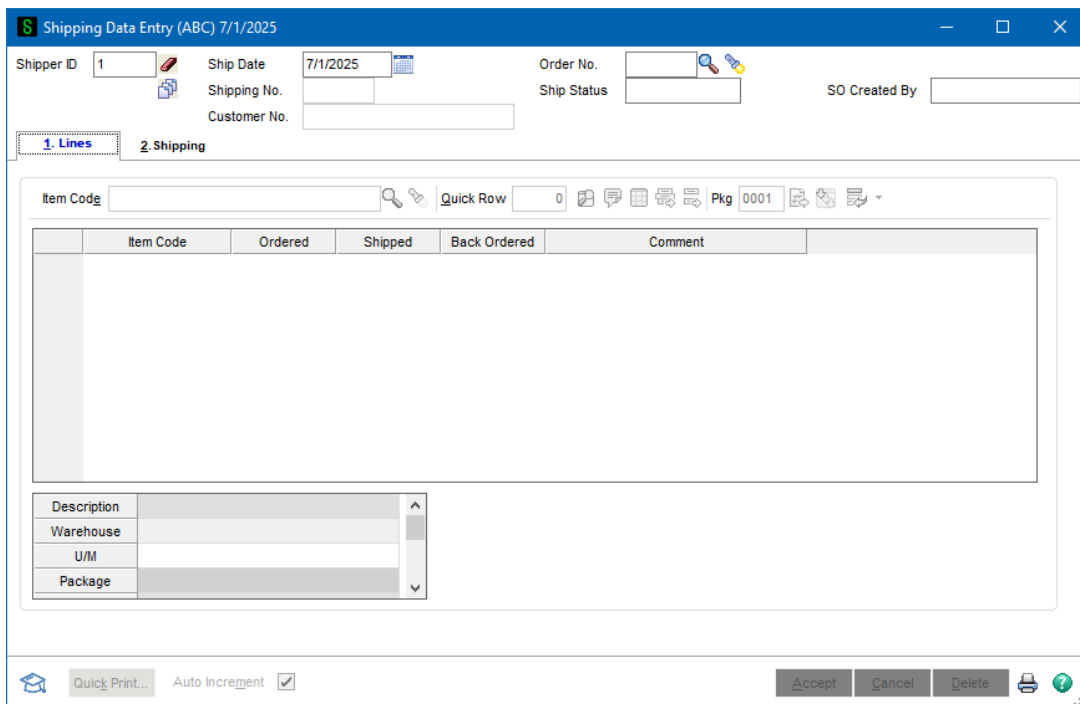 S Shipping Data Entry (ABC) 7/1/2025
Shipper ID 1 Ship Date 7/1/2025 Order No.
Shipping No. Ship Status SO Created By
Customer No.
1. Lines 2. Shipping
Item Code Quick Row 0 Pkg 0001
Item Code Ordered Shipped Back Ordered Comment
Description
Warehouse
U/M
Package
Quick Print... Auto Increment Accept Cancel Delete ?